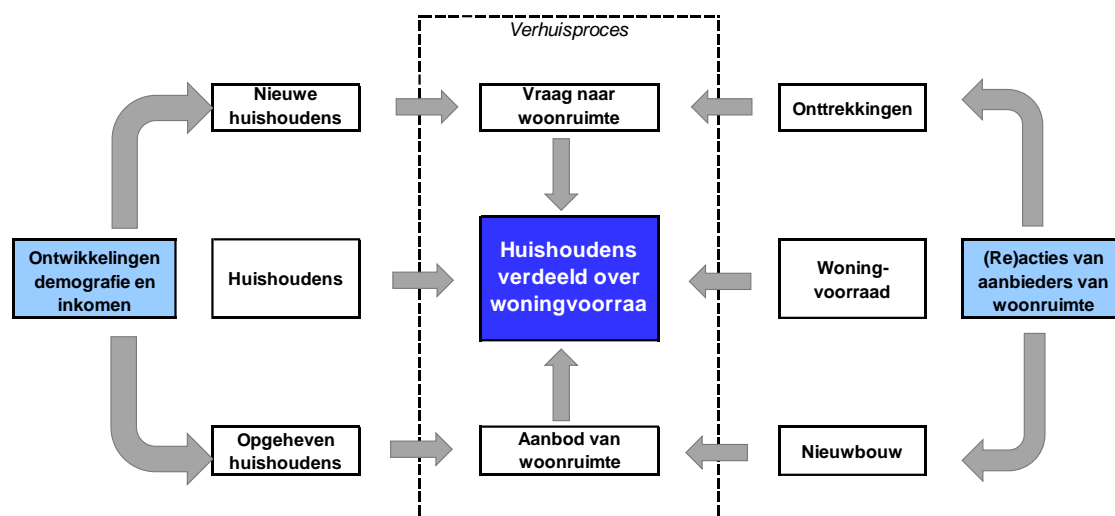 Verhuisproces
Nieuwe
huishoudens
Vraag naar
woonruimte
Onttrekkingen
Ontwikkelingen
demografie en
inkomen
Huishoudens
Huishoudens
verdeeld over
woningvoorraa
Woning-
voorraad
(Re)acties van
aanbieders van
woonruimte
Opgeheven
huishoudens
Aanbod van
woonruimte
Nieuwbouw